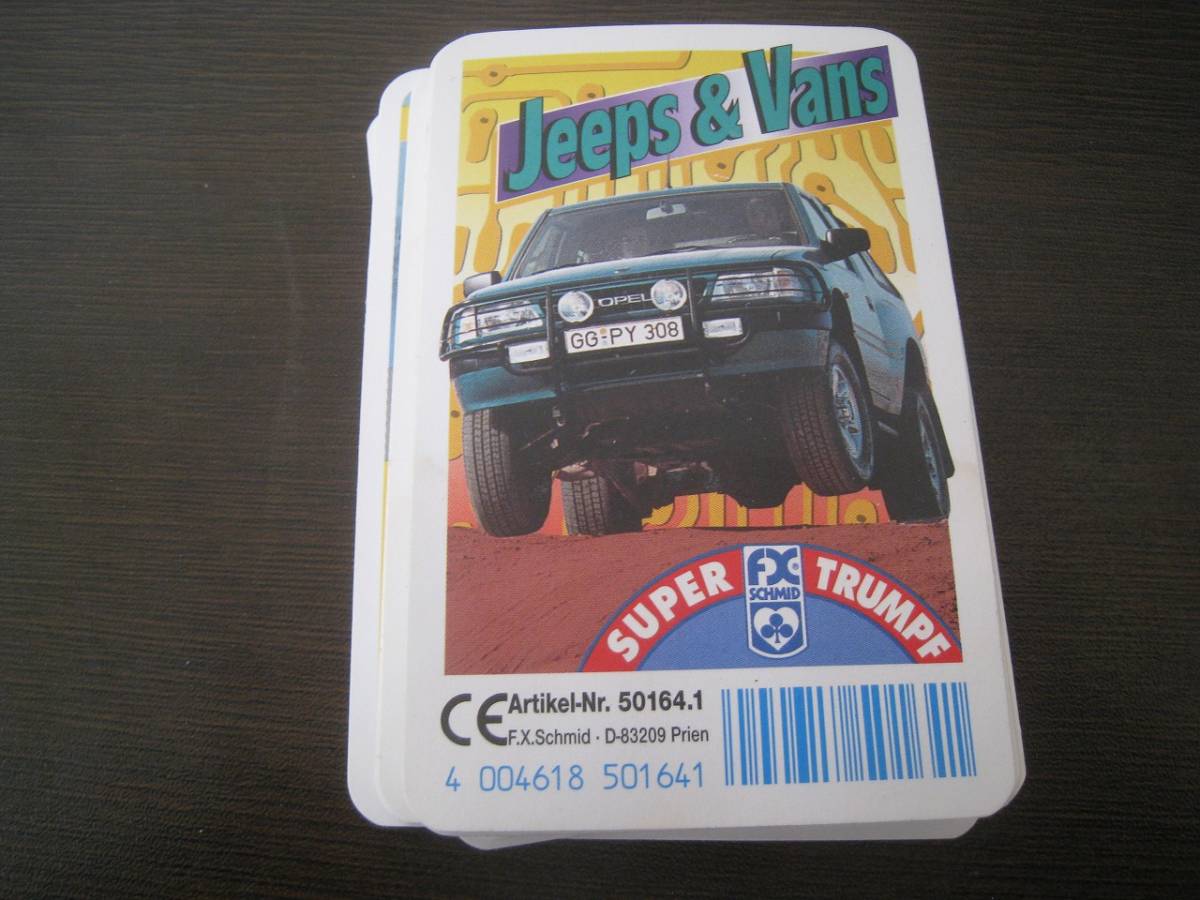 Jeeps & Vans
OPEL
GG-PY 308
SUPER FX SCHMID TRUMPF
CE Artikel-Nr. 50164.1
F.X.Schmid · D-83209 Prien
4 004618 501641